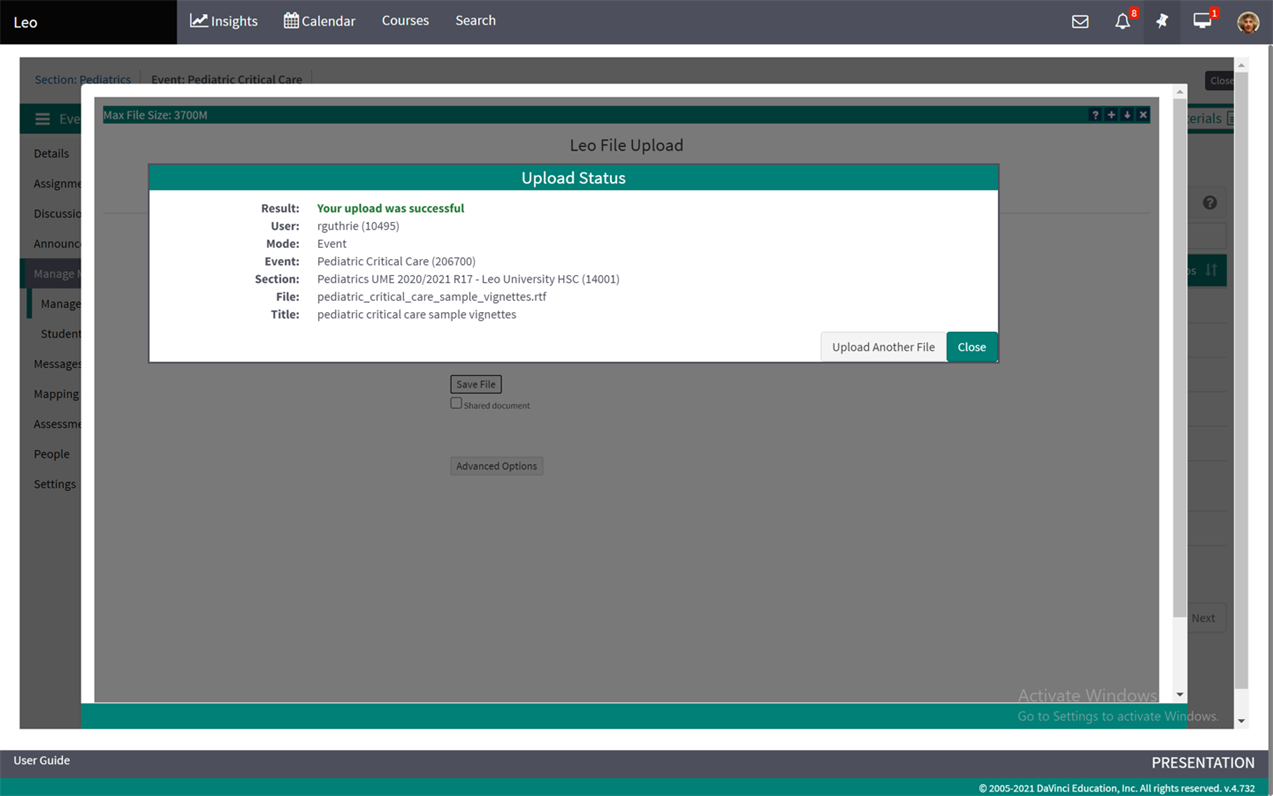 Leo
Insights
Calendar
Courses
Search
8
1
Section: Pediatrics
Event: Pediatric Critical Care
Close
Max File Size: 3700M
Leo File Upload
Upload Status
Result: Your upload was successful
User: rguthrie (10495)
Mode: Event
Event: Pediatric Critical Care (206700)
Section: Pediatrics UME 2020/2021 R17 - Leo University HSC (14001)
File: pediatric_critical_care_sample_vignettes.rtf
Title: pediatric critical care sample vignettes
Upload Another File
Close
Save File
Shared document
Advanced Options
Eve
erials
Details
Assignme
Discussio
Announc
Manage M
Manage
Student
Messages
Mapping
Assessme
People
Settings
ps
Next
Activate Windows
Go to Settings to activate Windows.
User Guide
PRESENTATION
© 2005-2021 DaVinci Education, Inc. All rights reserved. v.4.732